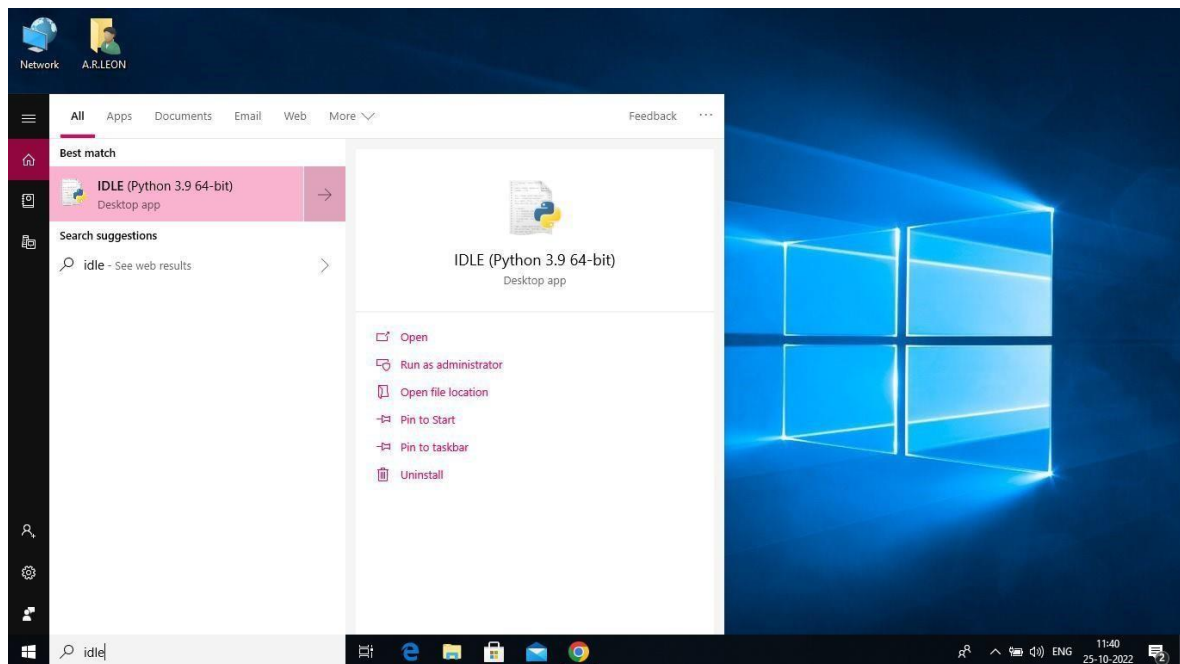 Network
A.R.LEON
All Apps Documents Email Web More
Feedback ...
Best match
IDLE (Python 3.9 64-bit)
Desktop app
Search suggestions
idle - See web results
IDLE (Python 3.9 64-bit)
Desktop app
Open
Run as administrator
Open file location
Pin to Start
Pin to taskbar
Uninstall
idle
ENG
11:40
25-10-2022
2